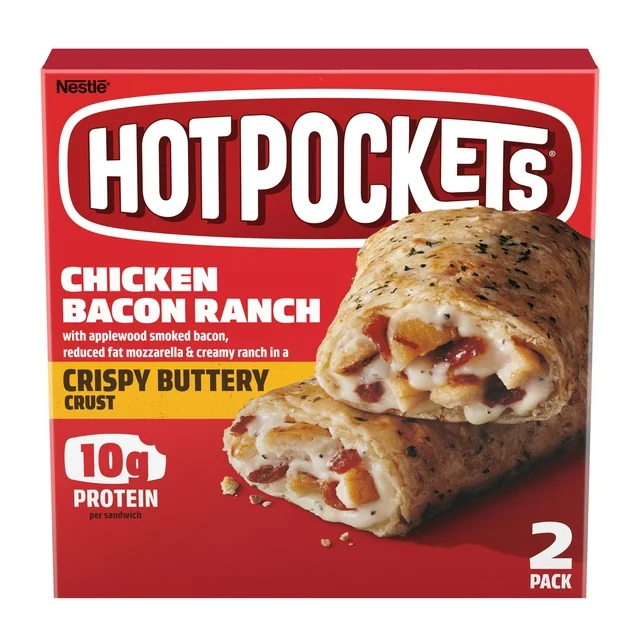 Nestlé®
HOT POCKETS®
CHICKEN
BACON RANCH
with applewood smoked bacon,
reduced fat mozzarella & creamy ranch in a
CRISPY BUTTERY
CRUST
10g
PROTEIN
per sandwich
2
PACK